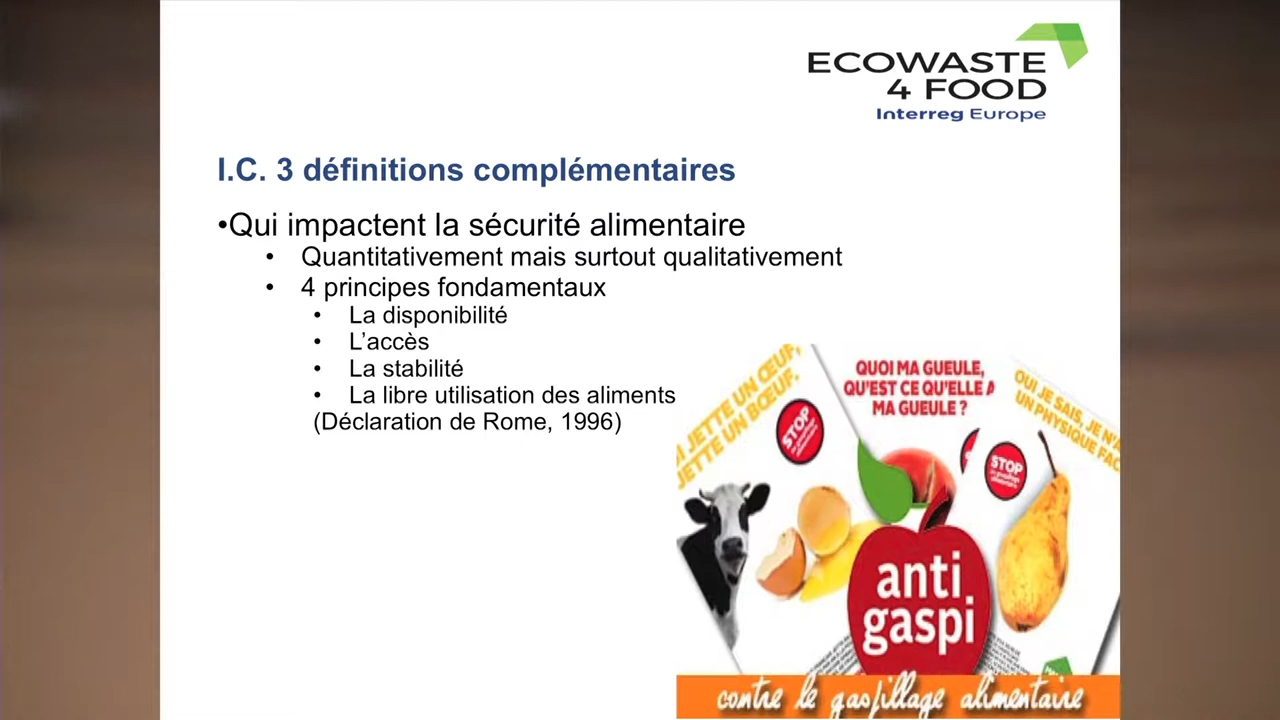 ECOWASTE
4 FOOD
Interreg Europe
I.C. 3 définitions complémentaires
•Qui impactent la sécurité alimentaire
• Quantitativement mais surtout qualitativement
• 4 principes fondamentaux
• La disponibilité
• L'accès
• La stabilité
• La libre utilisation des aliments
(Déclaration de Rome, 1996)
JETTE UN ŒUF,
JETTE UN BŒUF.
STOP
QUOI MA GUEULE,
QU'EST CE QU'ELLE A
MA GUEULE ?
OUI JE SAIS, JE N'A
UN PHYSIQUE FAC
STOP
anti
gaspi
contre le gaspillage alimentaire